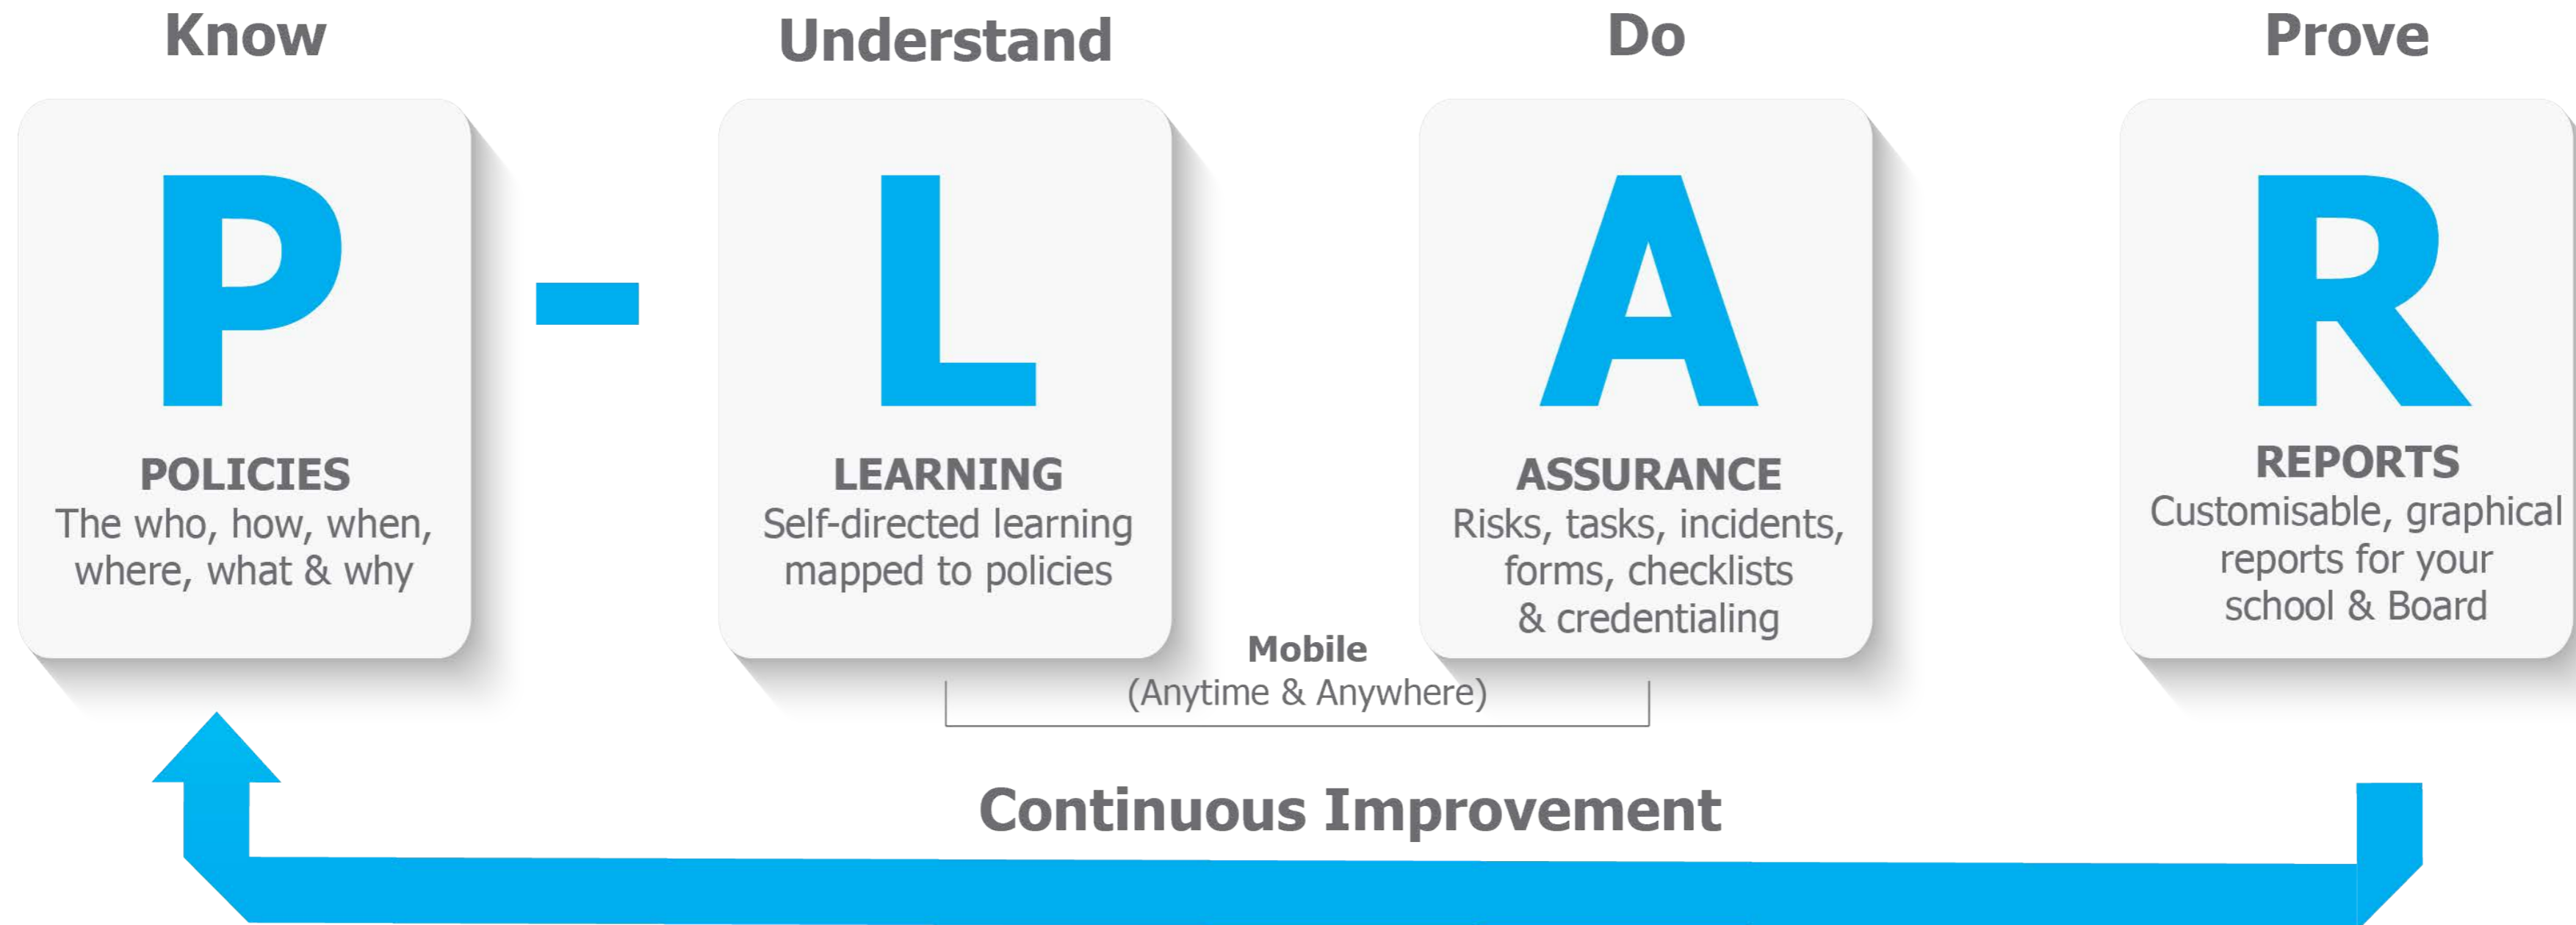 Know
P
POLICIES
The who, how, when,
where, what & why
-
Understand
L
LEARNING
Self-directed learning
mapped to policies
Do
A
ASSURANCE
Risks, tasks, incidents,
forms, checklists
& credentialing
Prove
R
REPORTS
Customisable, graphical
reports for your
school & Board
Mobile
(Anytime & Anywhere)
Continuous Improvement